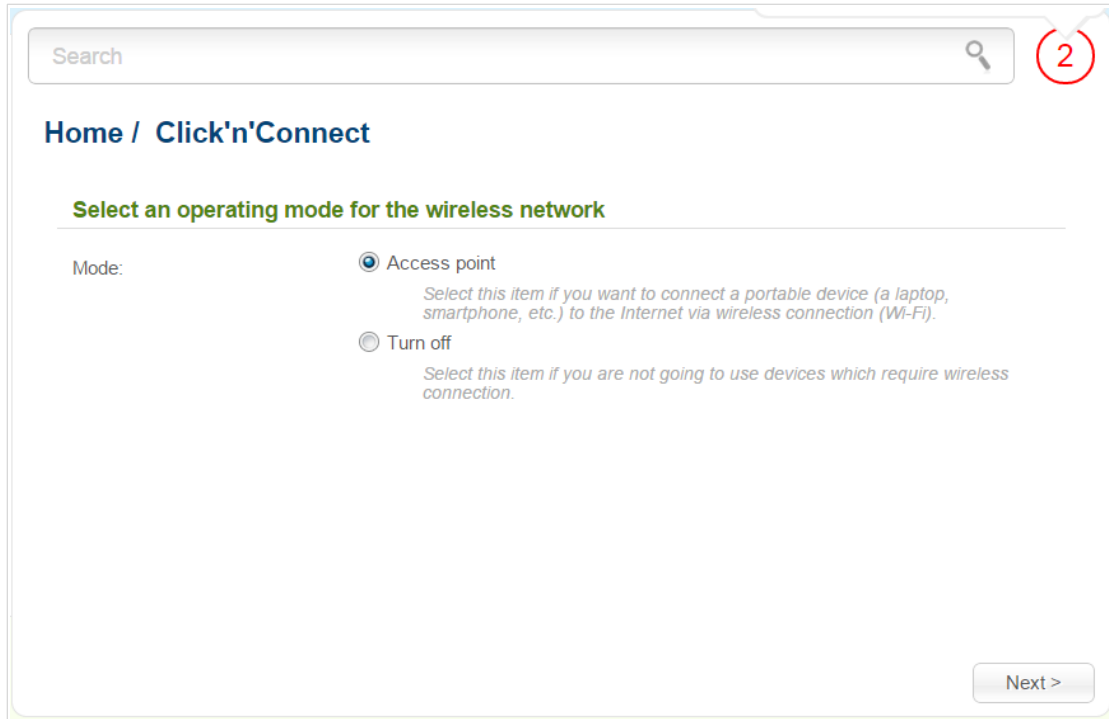 Search
2
Home / Click'n'Connect
Select an operating mode for the wireless network
Mode:
Access point
Select this item if you want to connect a portable device (a laptop,
smartphone, etc.) to the Internet via wireless connection (Wi-Fi).
Turn off
Select this item if you are not going to use devices which require wireless
connection.
Next >